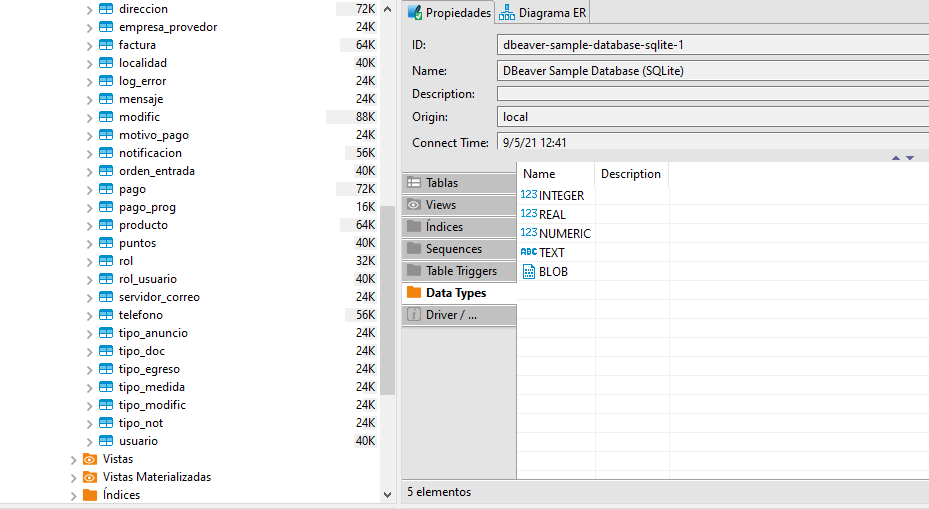 direccion 72K
empresa_provedor 24K
factura 64K
localidad 40K
log_error 24K
mensaje 24K
modific 88K
motivo_pago 24K
notificacion 56K
orden_entrada 40K
pago 72K
pago_prog 16K
producto 64K
puntos 40K
rol 32K
rol_usuario 40K
servidor_correo 24K
telefono 56K
tipo_anuncio 24K
tipo_doc 24K
tipo_egreso 24K
tipo_medida 24K
tipo_modific 24K
tipo_not 24K
usuario 40K
Vistas
Vistas Materializadas
Índices
Propiedades Diagrama ER
ID: dbeaver-sample-database-sqlite-1
Name: DBeaver Sample Database (SQLite)
Description:
Origin: local
Connect Time: 9/5/21 12:41
Tablas
Views
Índices
Sequences
Table Triggers
Data Types
Driver / ...
Name Description
123 INTEGER
123 REAL
123 NUMERIC
ABC TEXT
BLOB
5 elementos